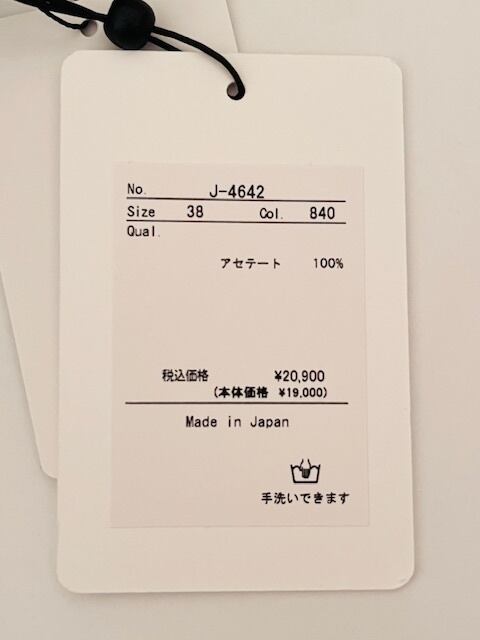 No. J-4642
Size 38 Col. 840
Qual.
アセテート 100%
税込価格 ¥20,900
(本体価格 ¥19,000)
Made in Japan
手洗いできます